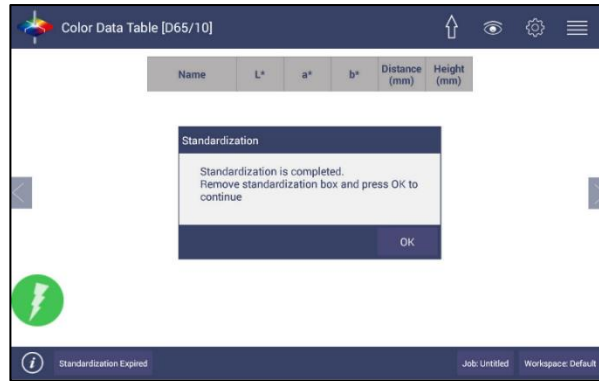 Color Data Table [D65/10]
Name L* a* b* Distance (mm) Height (mm)
Standardization
Standardization is completed.
Remove standardization box and press OK to
continue
OK
i
Standardization Expired
Job: Untitled
Workspace: Default